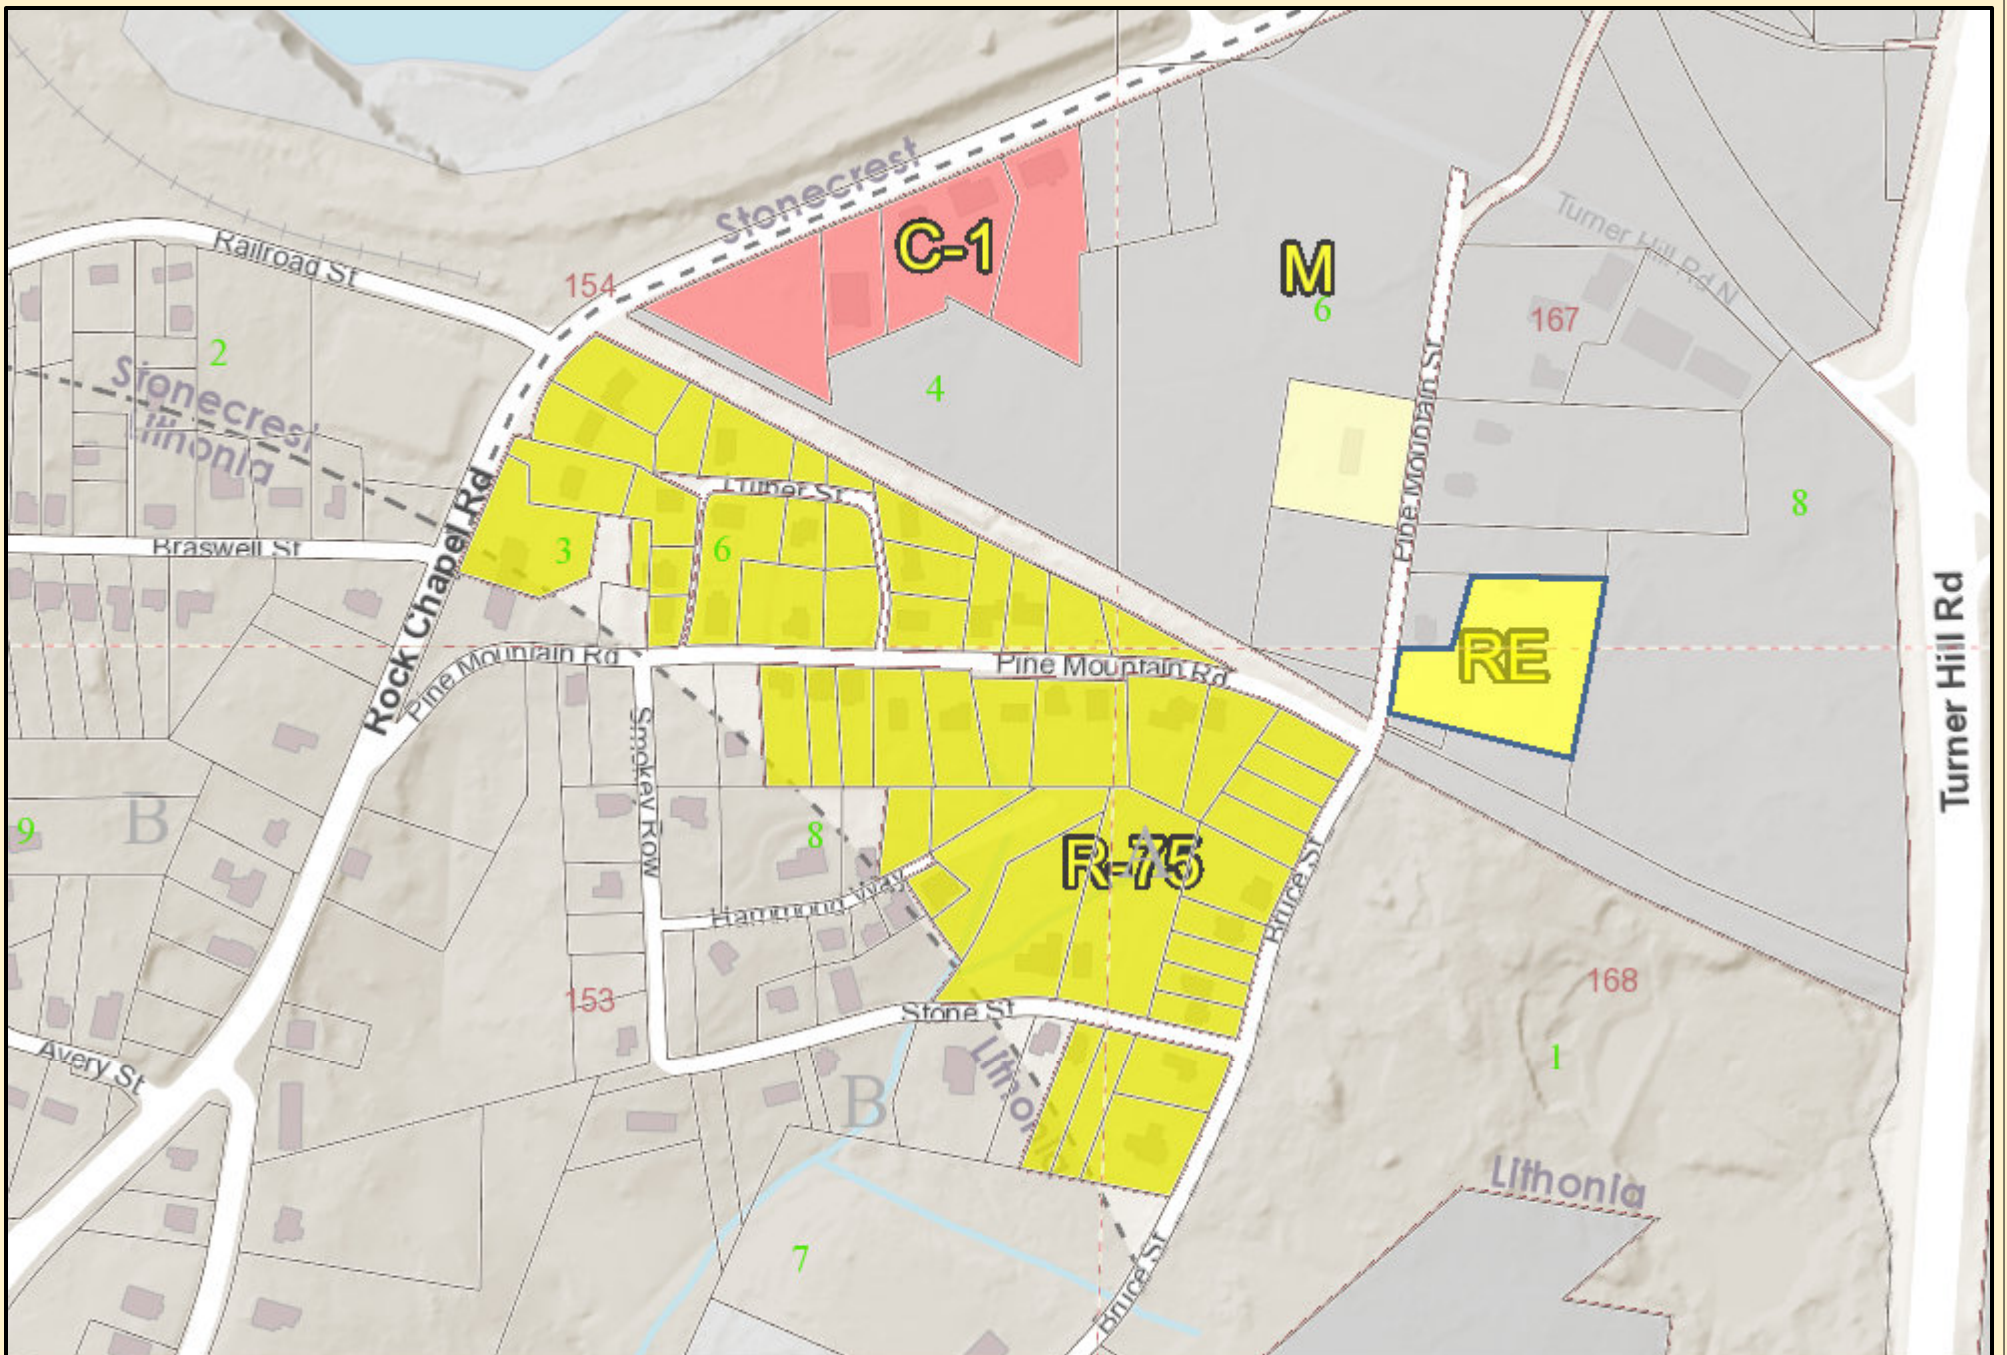 Stonecrest
C-1
M
6
Railroad St
154
Turner Hill Rd N
167
2
Stonecrest
Lithonia
4
Pine Mountain St
8
Rock Chapel Rd
Luther St
3
6
Braswell St
RE
Turner Hill Rd
Pine Mountain Rd
Pine Mountain Rd
Smokey Row
9
B
8
R-75
A
Hammond Way
Bruce St
153
168
Stone St
Avery St
Lithonia
1
B
Lithonia
7
Bruce St